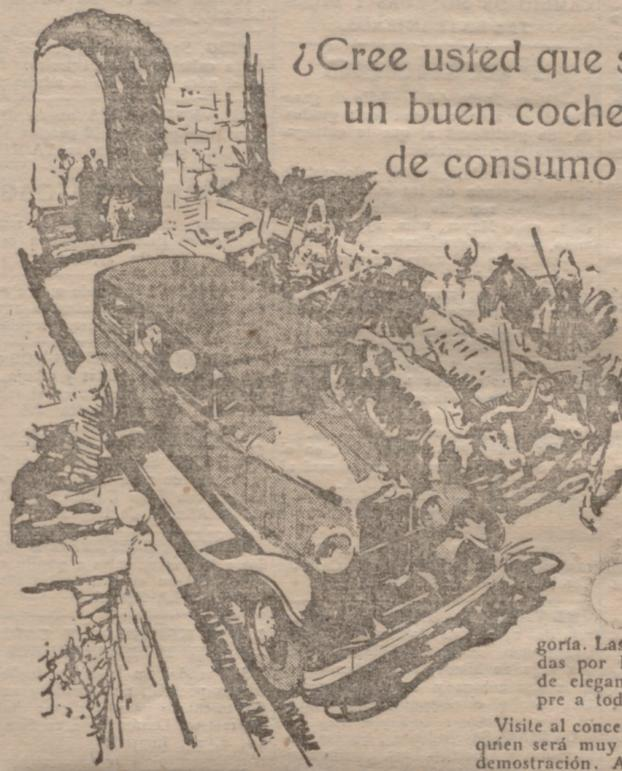 ¿Cree usted que
un buen coche
de consumo
goría. Las
das por
de elegan
pre a tod
Visite al conce
quien será muy
demostración. A